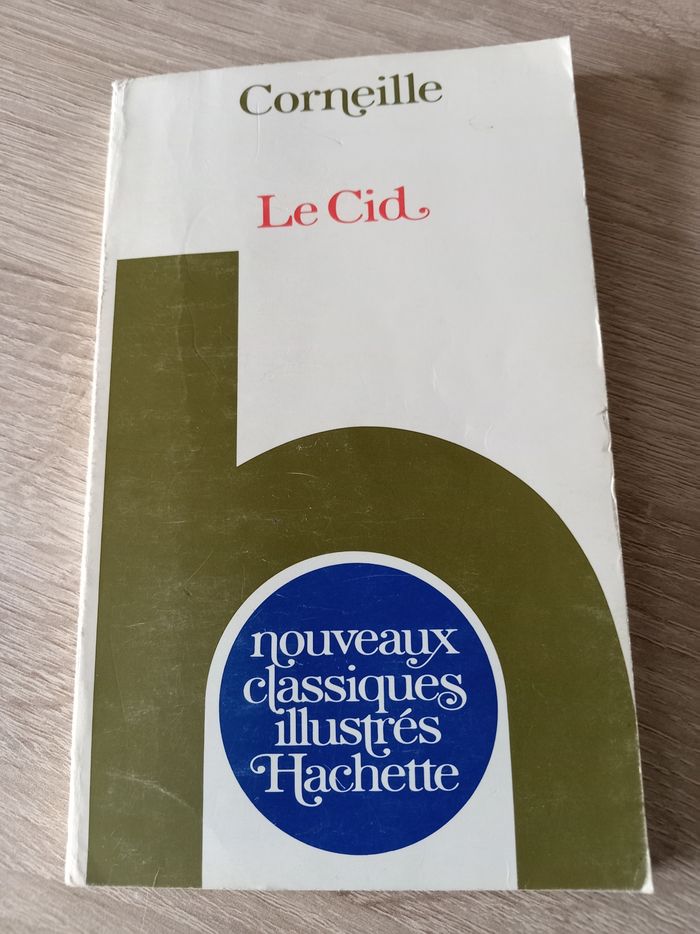 Corneille
Le Cid
nouveaux
classiques
illustrés
Hachette